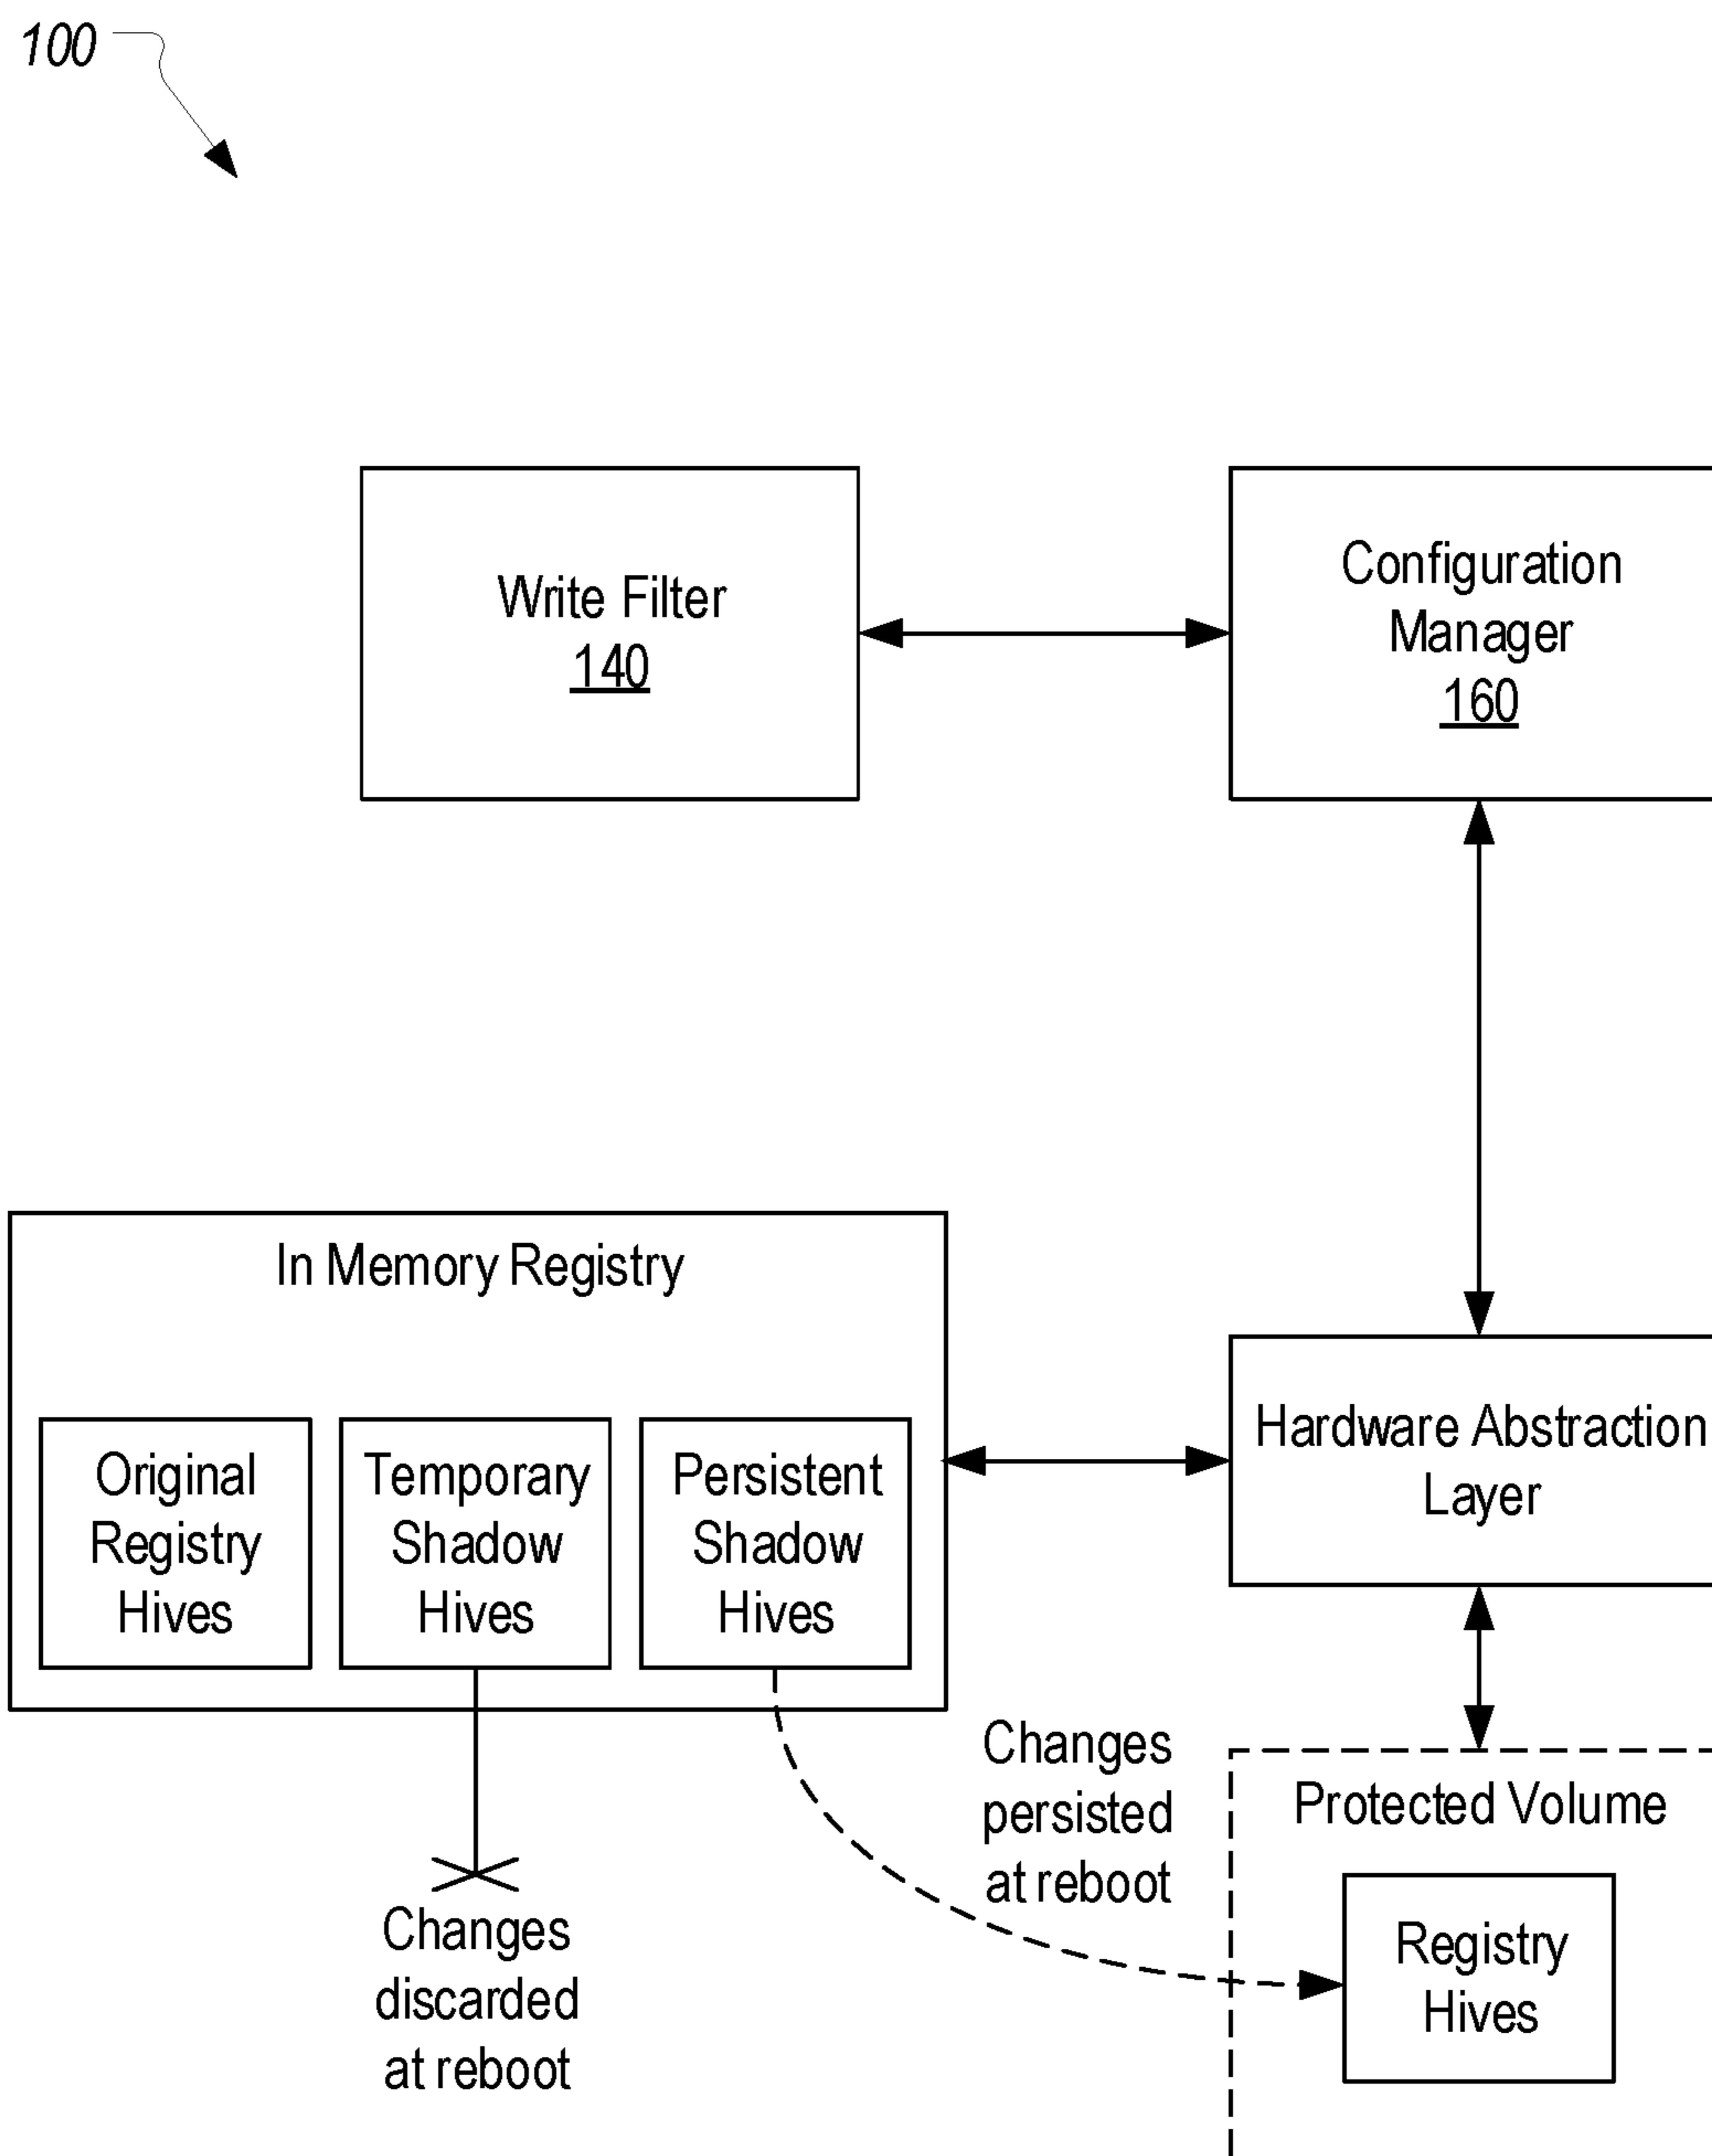 100
Write Filter
140
Configuration
Manager
160
In Memory Registry
Original
Registry
Hives
Temporary
Shadow
Hives
Persistent
Shadow
Hives
Hardware Abstraction
Layer
Changes
persisted
at reboot
Protected Volume
Registry
Hives
Changes
discarded
at reboot